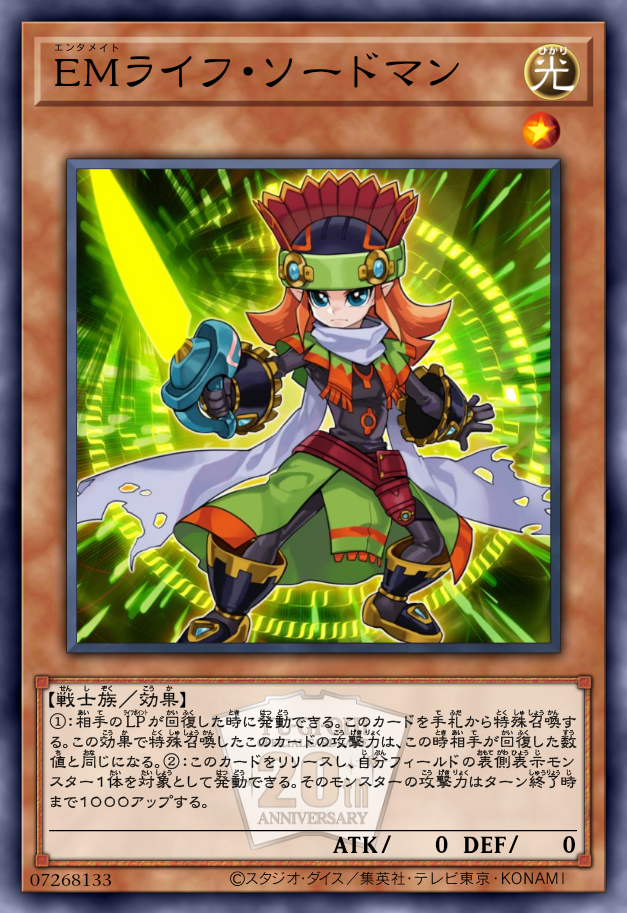 エンタメイト
EMライフ・ソードマン
ひかり
光
【戦士族／効果】
①：相手のLPが回復した時に発動できる。このカードを手札から特殊召喚す
る。この効果で特殊召喚したこのカードの攻撃力は、この時相手が回復した数
値と同じになる。②：このカードをリリースし、自分フィールドの表側表示モン
スター１体を対象として発動できる。そのモンスターの攻撃力はターン終了時
まで１０００アップする。
20th
ANNIVERSARY
ATK/ 0 DEF/ 0
07268133
©スタジオ・ダイス／集英社・テレビ東京・KONAMI